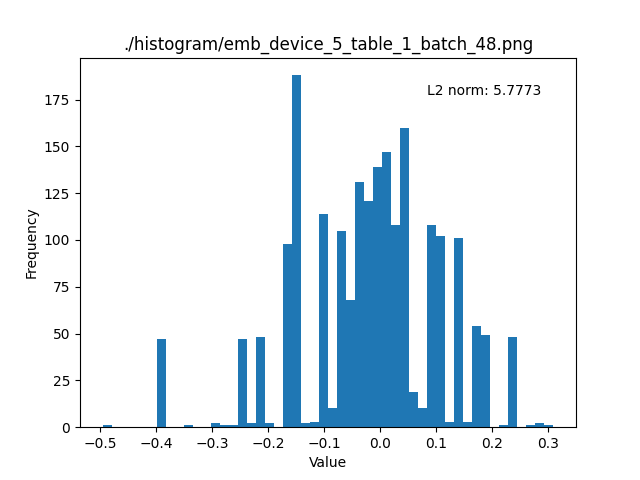 ./histogram/emb_device_5_table_1_batch_48.png
L2 norm: 5.7773
175
150
125
100
75
50
25
0
Frequency
−0.5 −0.4 −0.3 −0.2 −0.1 0.0 0.1 0.2 0.3
Value